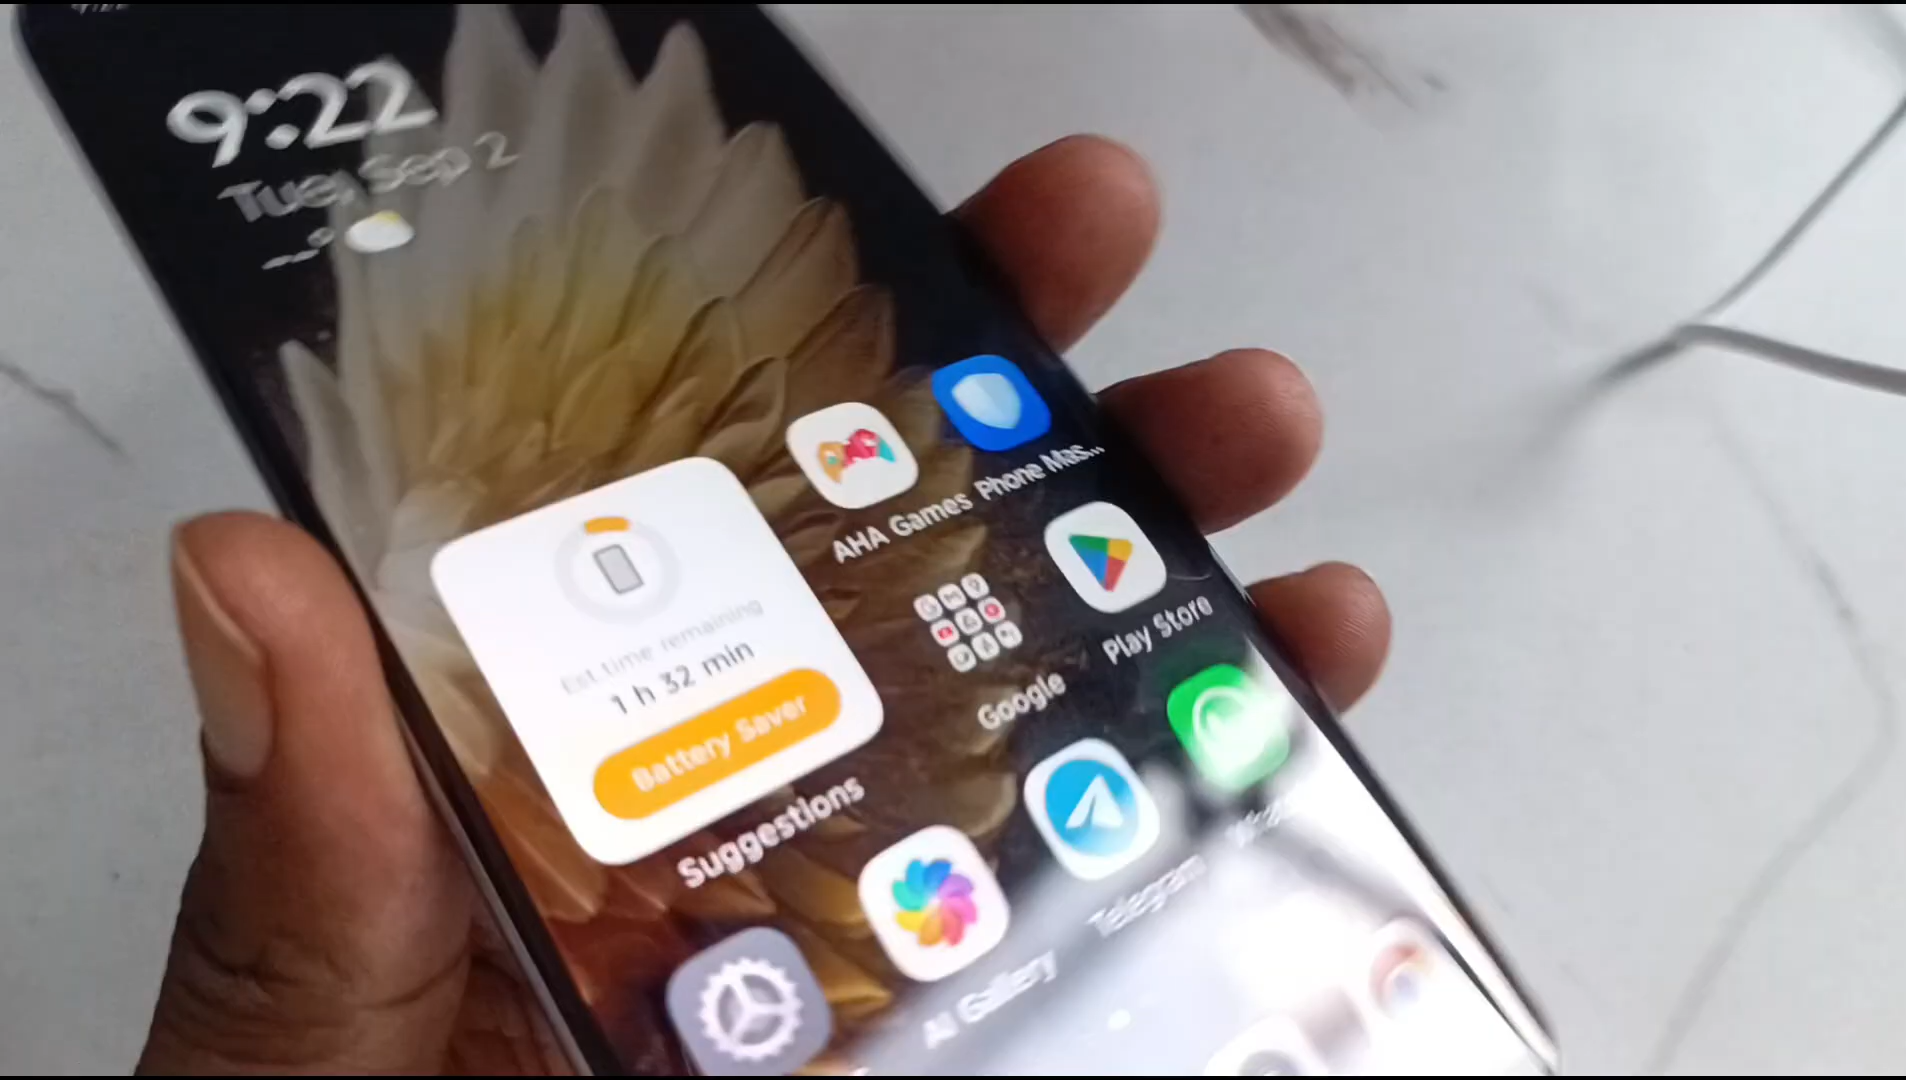 9:22
Tue, Sep 2
--°
AHA Games
Phone Mas...
Est. time remaining
1 h 32 min
Battery Saver
Suggestions
Google
Play Store
AI Gallery
Telegram